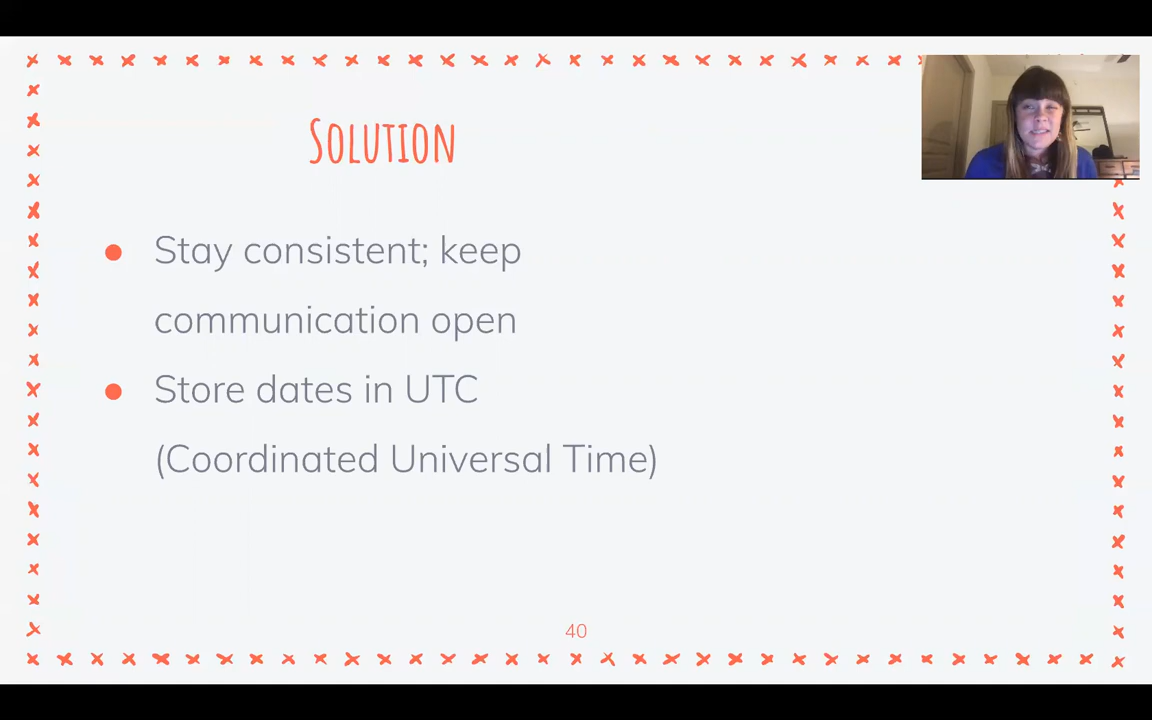 Solution
● Stay consistent; keep
communication open
● Store dates in UTC
(Coordinated Universal Time)
40